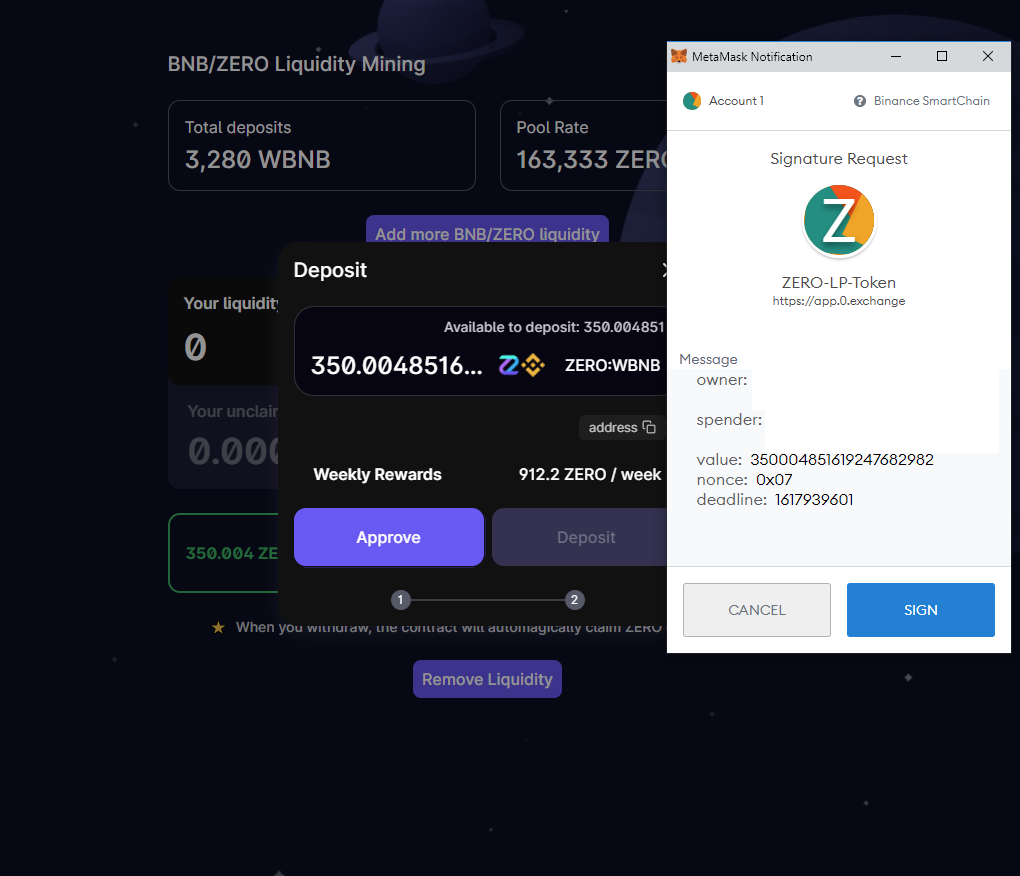 BNB/ZERO Liquidity Mining
Total deposits
3,280 WBNB
Pool Rate
163,333 ZERO
Add more BNB/ZERO liquidity
Your liquidity
0
Your unclaim
0.000
350.004 ZE
Deposit
Available to deposit: 350.004851
350.0048516...
ZERO:WBNB
address
Weekly Rewards
912.2 ZERO / week
Approve
Deposit
1
2
★ When you withdraw, the contract will automagically claim ZERO
Remove Liquidity
MetaMask Notification
Account 1
Binance SmartChain
Signature Request
Z
ZERO-LP-Token
https://app.0.exchange
Message
owner:
spender:
value: 350004851619247682982
nonce: 0x07
deadline: 1617939601
CANCEL
SIGN